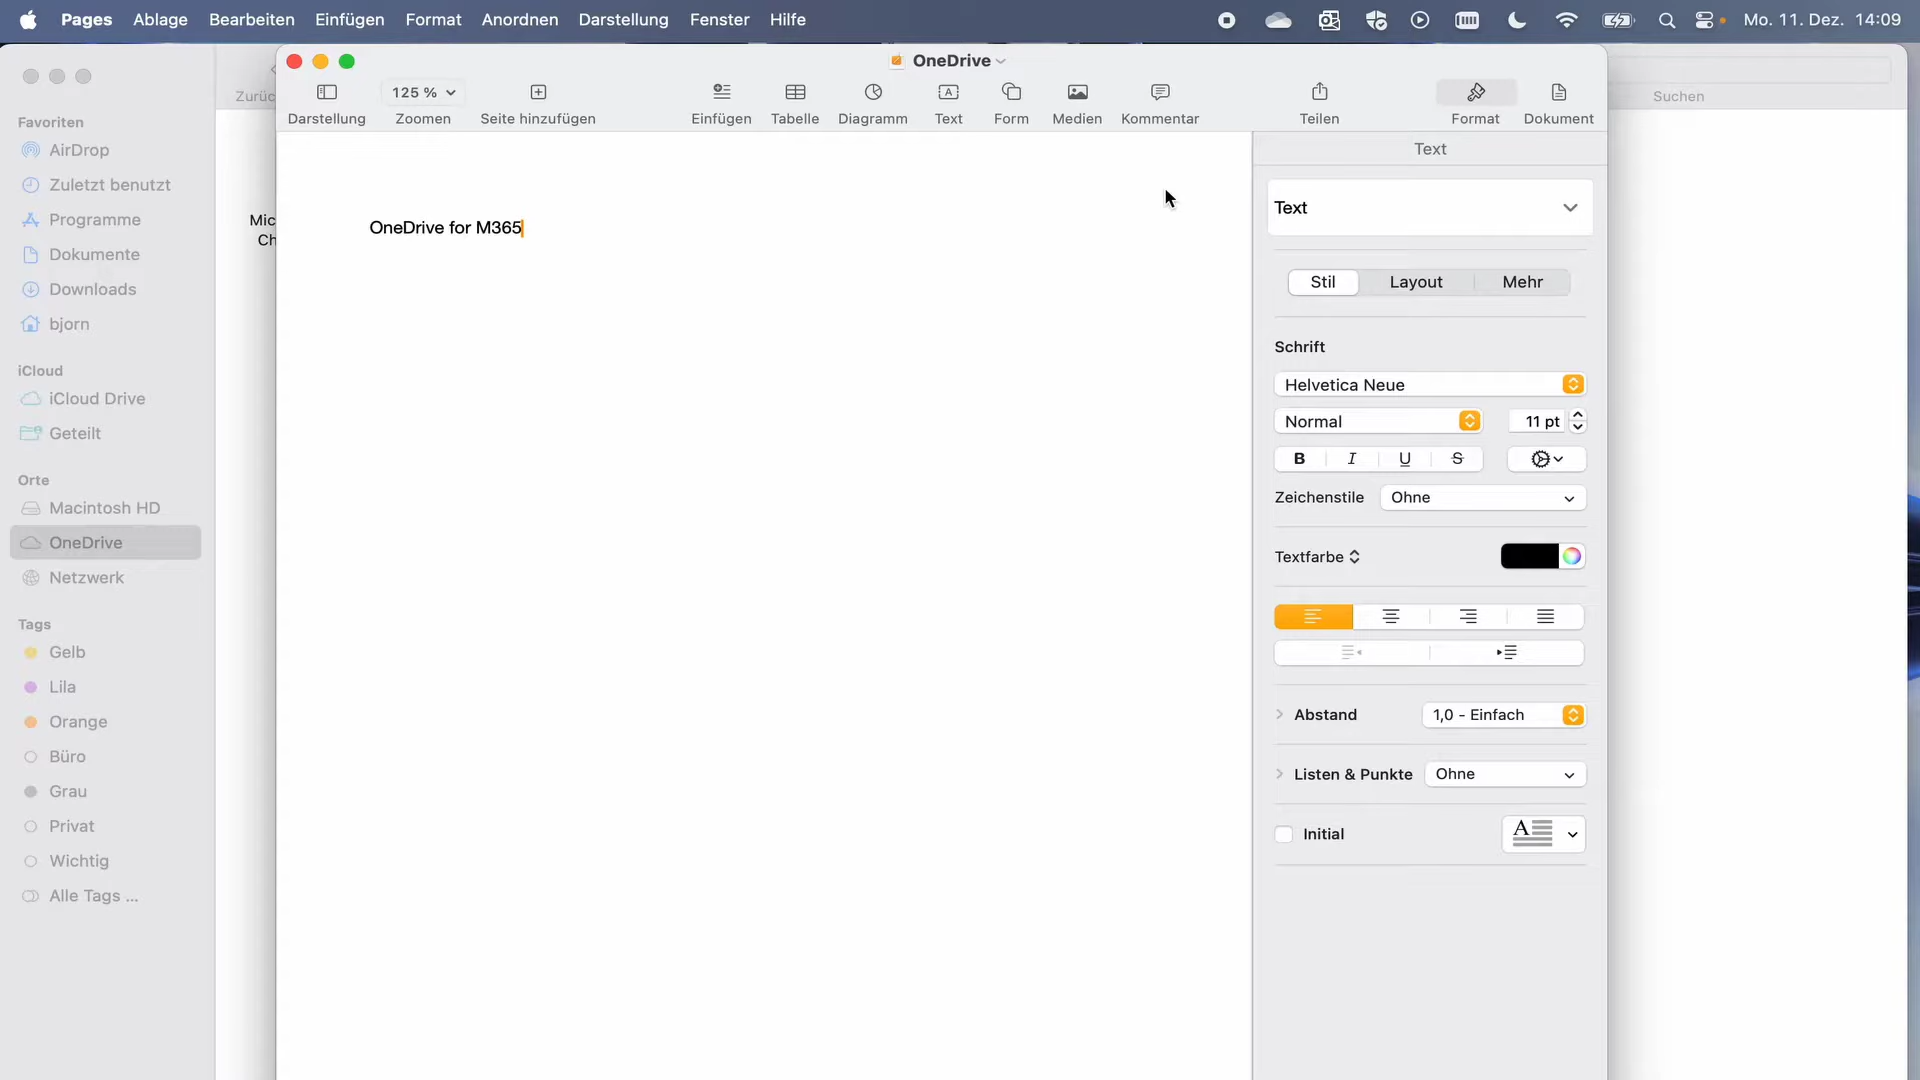 Pages Ablage Bearbeiten Einfügen Format Anordnen Darstellung Fenster Hilfe Mo. 11. Dez. 14:09
OneDrive
125 %
Darstellung Zoomen Seite hinzufügen Einfügen Tabelle Diagramm Text Form Medien Kommentar Teilen Format Dokument
Zurüc
Suchen
Favoriten
AirDrop
Zuletzt benutzt
Programme
Dokumente
Downloads
bjorn
iCloud
iCloud Drive
Geteilt
Orte
Macintosh HD
OneDrive
Netzwerk
Tags
Gelb
Lila
Orange
Büro
Grau
Privat
Wichtig
Alle Tags ...
Mic
Ch
OneDrive for M365
Text
Text
Stil Layout Mehr
Schrift
Helvetica Neue
Normal 11 pt
B I U S
Zeichenstile Ohne
Textfarbe
Abstand 1,0 - Einfach
Listen & Punkte Ohne
Initial A